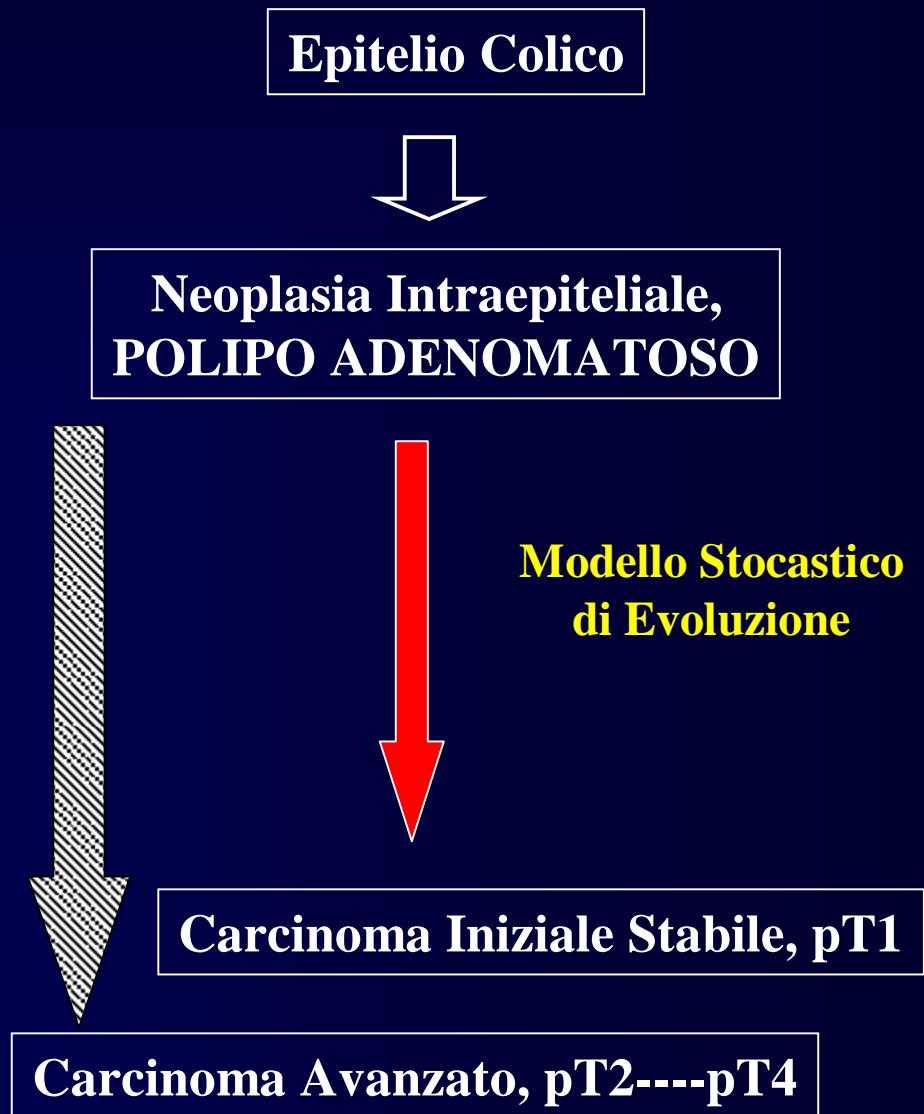 Epitelio Colico
Neoplasia Intraepiteliale,
POLIPO ADENOMATOSO
Modello Stocastico
di Evoluzione
Carcinoma Iniziale Stabile, pT1
Carcinoma Avanzato, pT2----pT4